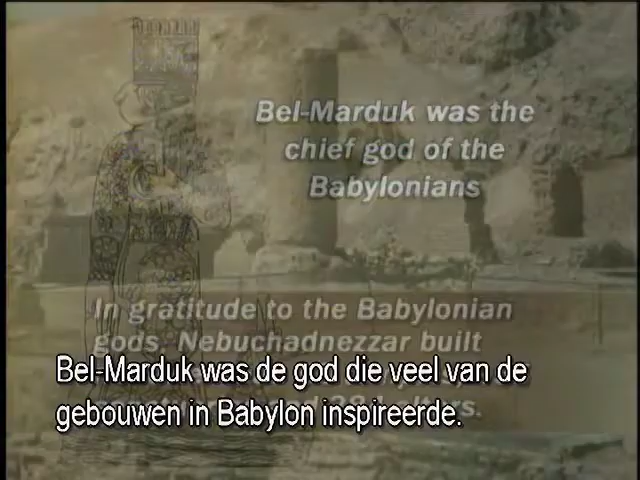 Bel-Marduk was the
chief god of the
Babylonians
In gratitude to the Babylonian
gods, Nebuchadnezzar built
Bel-Marduk was de god die veel van de
gebouwen in Babylon inspireerde.
altars.